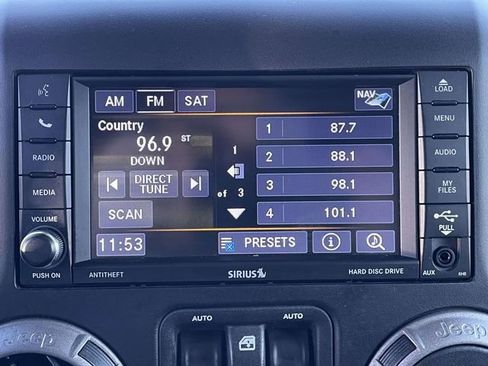 AM FM SAT NAV
Country
96.9 ST
DOWN
DIRECT
TUNE
SCAN
11:53
1
of 3
1 87.7
2 88.1
3 98.1
4 101.1
PRESETS
RADIO
MEDIA
VOLUME
PUSH ON
LOAD
MENU
AUDIO
MY
FILES
PULL
AUX RHB
ANTITHEFT
SIRIUS
HARD DISC DRIVE
AUTO AUTO
Jeep
Jeep